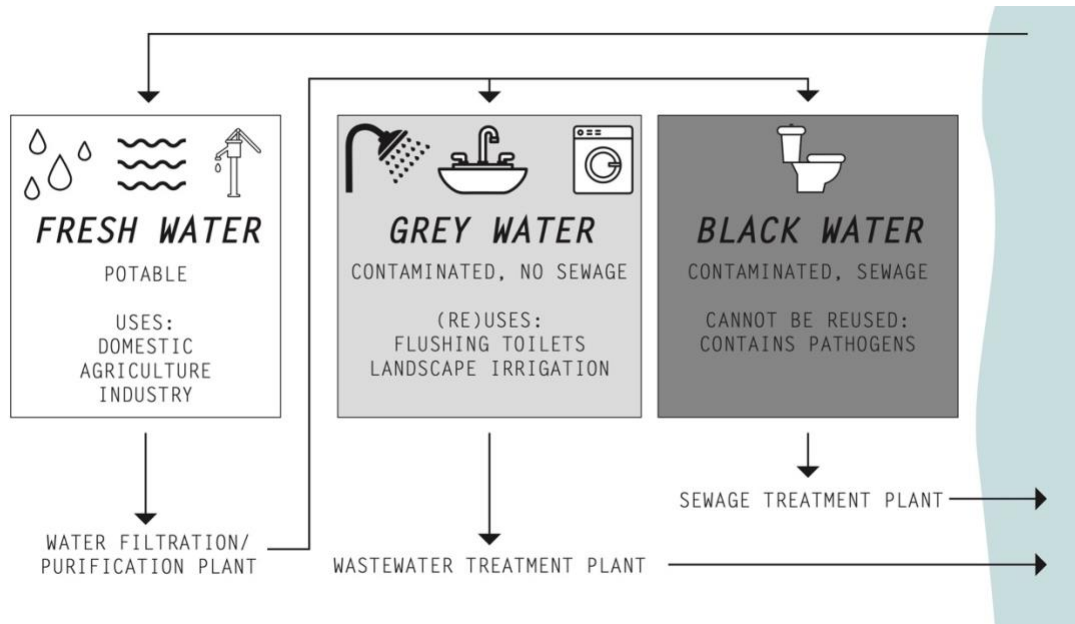 FRESH WATER
POTABLE
USES:
DOMESTIC
AGRICULTURE
INDUSTRY
WATER FILTRATION/
PURIFICATION PLANT
GREY WATER
CONTAMINATED, NO SEWAGE
(RE)USES:
FLUSHING TOILETS
LANDSCAPE IRRIGATION
WASTEWATER TREATMENT PLANT
BLACK WATER
CONTAMINATED, SEWAGE
CANNOT BE REUSED:
CONTAINS PATHOGENS
SEWAGE TREATMENT PLANT